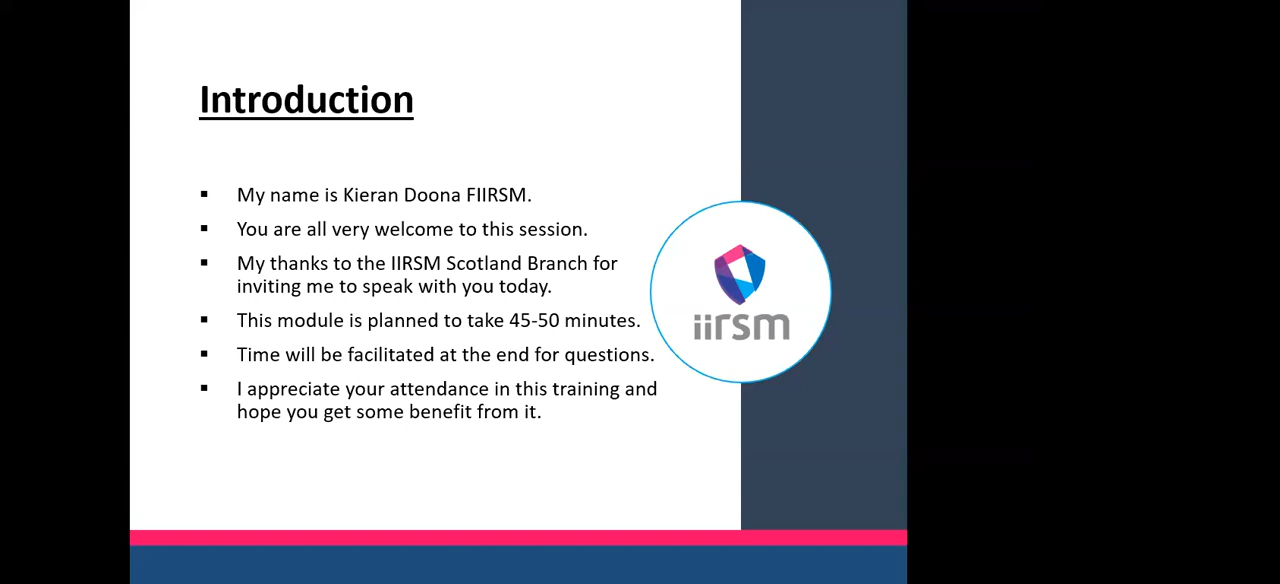 Introduction
▪ My name is Kieran Doona FIIRSM.
▪ You are all very welcome to this session.
▪ My thanks to the IIRSM Scotland Branch for
inviting me to speak with you today.
▪ This module is planned to take 45-50 minutes.
▪ Time will be facilitated at the end for questions.
▪ I appreciate your attendance in this training and
hope you get some benefit from it.
iirsm